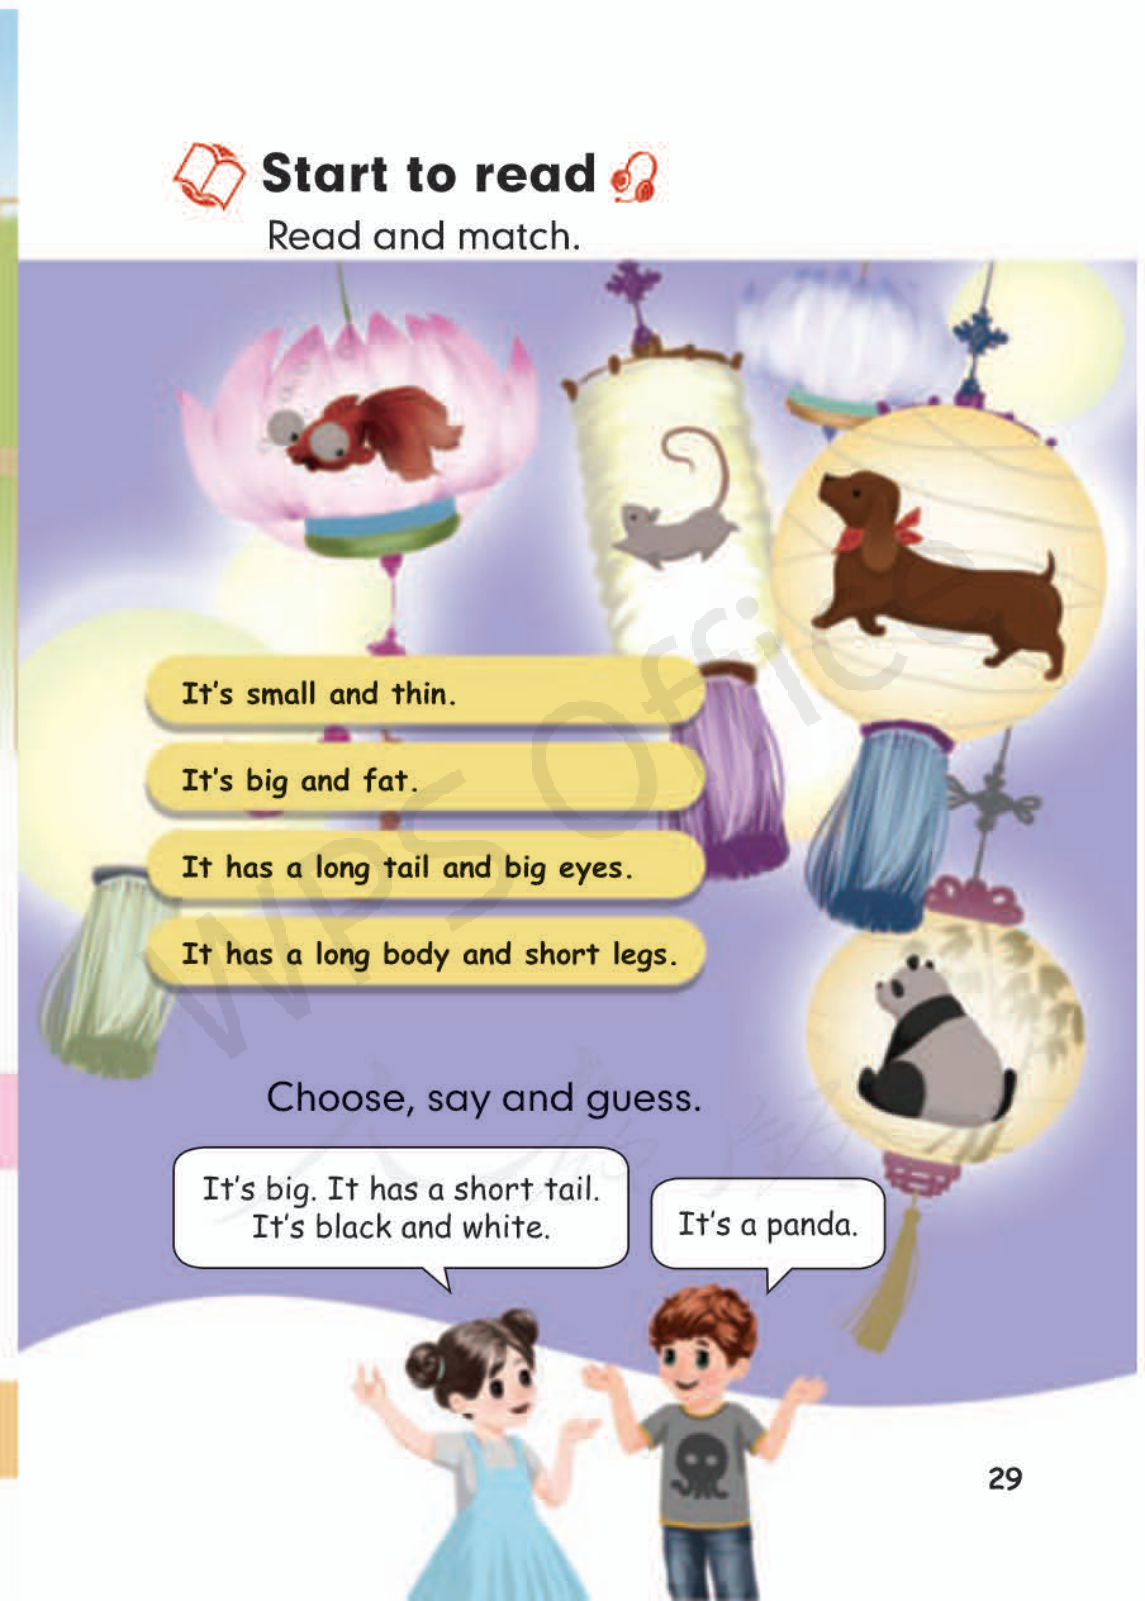 Start to read
Read and match.
It's small and thin.
It's big and fat.
It has a long tail and big eyes.
It has a long body and short legs.
WPS Office
Choose, say and guess.
It's big. It has a short tail.
It's black and white.
It's a panda.
29